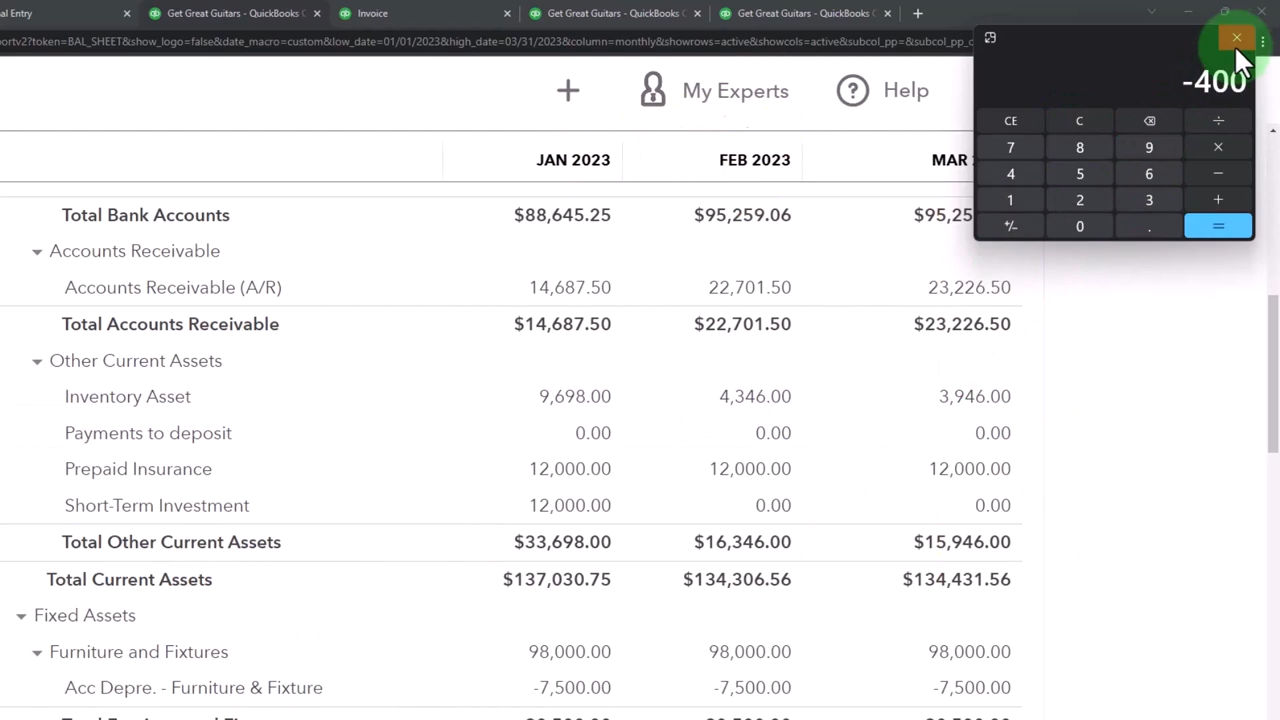 al Entry
Get Great Guitars - QuickBooks
Invoice
Get Great Guitars - QuickBooks
Get Great Guitars - QuickBooks
portv2?token=BAL_SHEET&show_logo=false&date_macro=custom&low_date=01/01/2023&high_date=03/31/2023&column=monthly&showrows=active&showcols=active&subcol_pp=&subcol_pp_c
-400
CE C ÷
7 8 9 ×
4 5 6 −
1 2 3 +
+/- 0 . =
My Experts Help
JAN 2023 FEB 2023 MAR
Total Bank Accounts $88,645.25 $95,259.06 $95,25
Accounts Receivable
Accounts Receivable (A/R) 14,687.50 22,701.50 23,226.50
Total Accounts Receivable $14,687.50 $22,701.50 $23,226.50
Other Current Assets
Inventory Asset 9,698.00 4,346.00 3,946.00
Payments to deposit 0.00 0.00 0.00
Prepaid Insurance 12,000.00 12,000.00 12,000.00
Short-Term Investment 12,000.00 0.00 0.00
Total Other Current Assets $33,698.00 $16,346.00 $15,946.00
Total Current Assets $137,030.75 $134,306.56 $134,431.56
Fixed Assets
Furniture and Fixtures 98,000.00 98,000.00 98,000.00
Acc Depre. - Furniture & Fixture -7,500.00 -7,500.00 -7,500.00